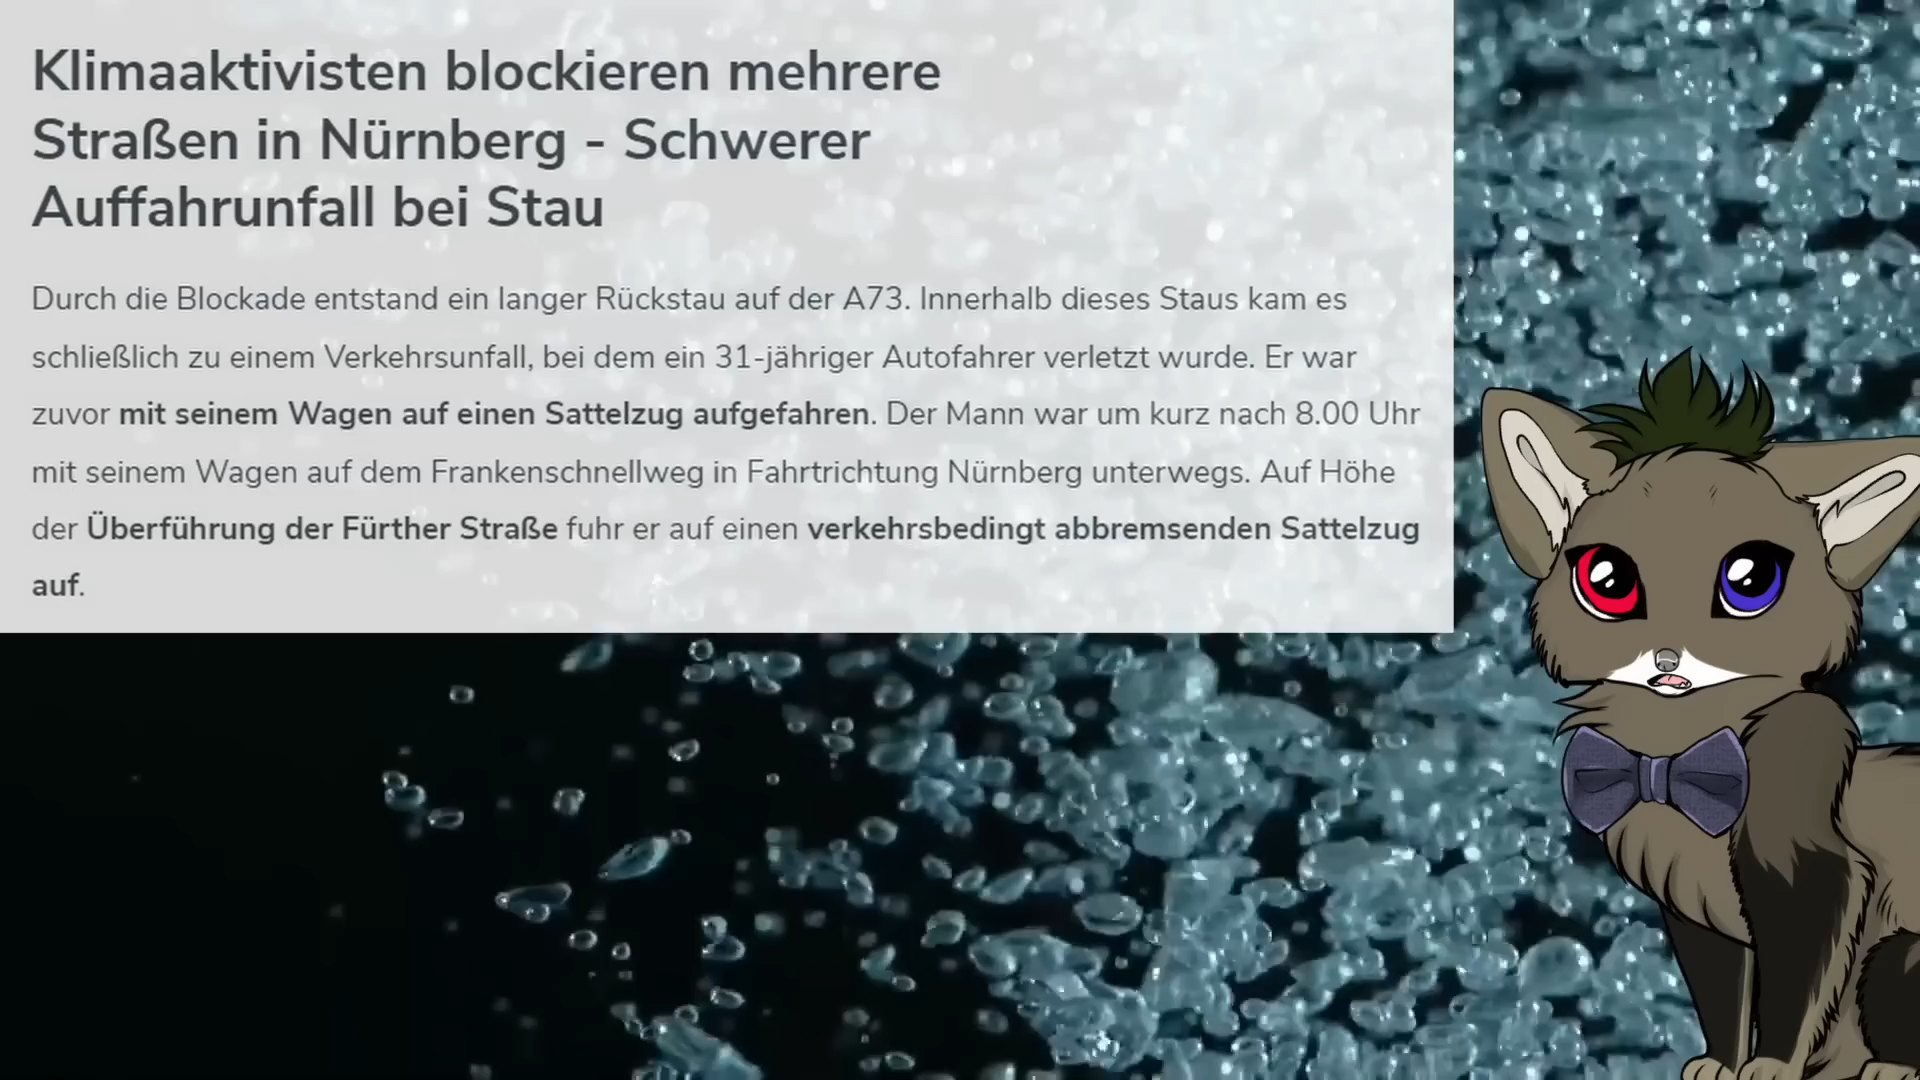 Klimaaktivisten blockieren mehrere
Straßen in Nürnberg - Schwerer
Auffahrunfall bei Stau
Durch die Blockade entstand ein langer Rückstau auf der A73. Innerhalb dieses Staus kam es
schließlich zu einem Verkehrsunfall, bei dem ein 31-jähriger Autofahrer verletzt wurde. Er war
zuvor mit seinem Wagen auf einen Sattelzug aufgefahren. Der Mann war um kurz nach 8.00 Uhr
mit seinem Wagen auf dem Frankenschnellweg in Fahrtrichtung Nürnberg unterwegs. Auf Höhe
der Überführung der Fürther Straße fuhr er auf einen verkehrsbedingt abbremsenden Sattelzug
auf.